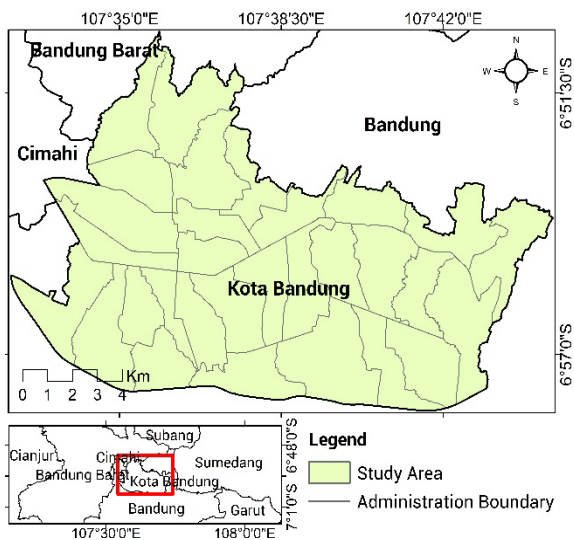 107°35'0"E 107°38'30"E 107°42'0"E
Bandung Barat
N
W E
S
6°51'30"S
Bandung
Cimahi
Kota Bandung
6°57'0"S
Km
0 1 2 3 4
Subang
Cianjur
Cimahi
Sumedang
Bandung Barat
Kota Bandung
Bandung
Garut
6°48'0"S
7°1'0"S
107°30'0"E 108°0'0"E
Legend
Study Area
Administration Boundary